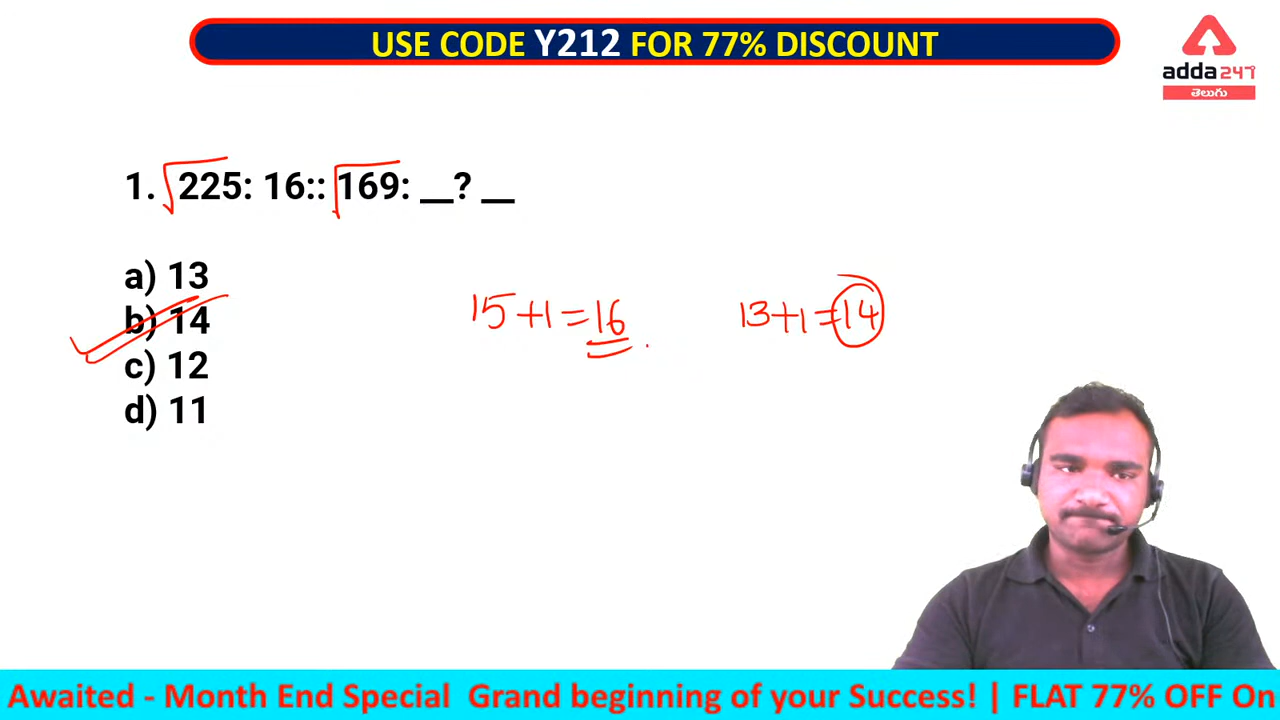 USE CODE Y212 FOR 77% DISCOUNT
adda247
తెలుగు
1. √225: 16:: √169: __? __
a) 13
b) 14
c) 12
d) 11
15+1=16
13+1=14
Awaited - Month End Special Grand beginning of your Success! | FLAT 77% OFF On